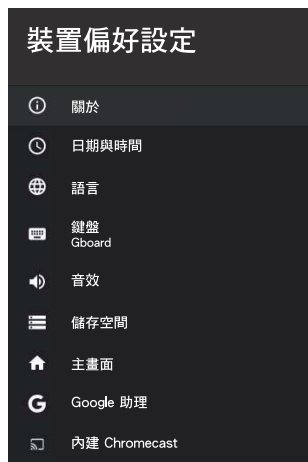 裝置偏好設定
關於
日期與時間
語言
鍵盤
Gboard
音效
儲存空間
主畫面
Google 助理
內建 Chromecast